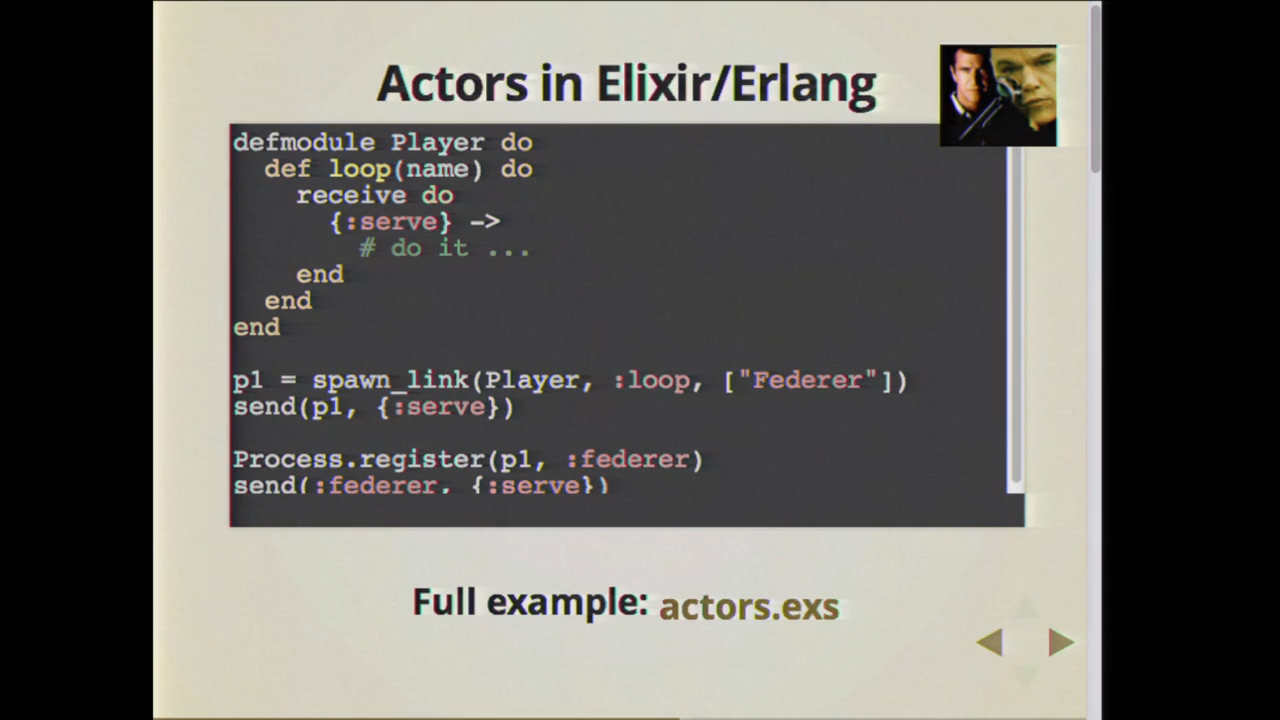 Actors in Elixir/Erlang
defmodule Player do
  def loop(name) do
    receive do
      {:serve} ->
        # do it ...
    end
  end
end
p1 = spawn_link(Player, :loop, ["Federer"])
send(p1, {:serve})
Process.register(p1, :federer)
send(:federer, {:serve})
Full example: actors.exs